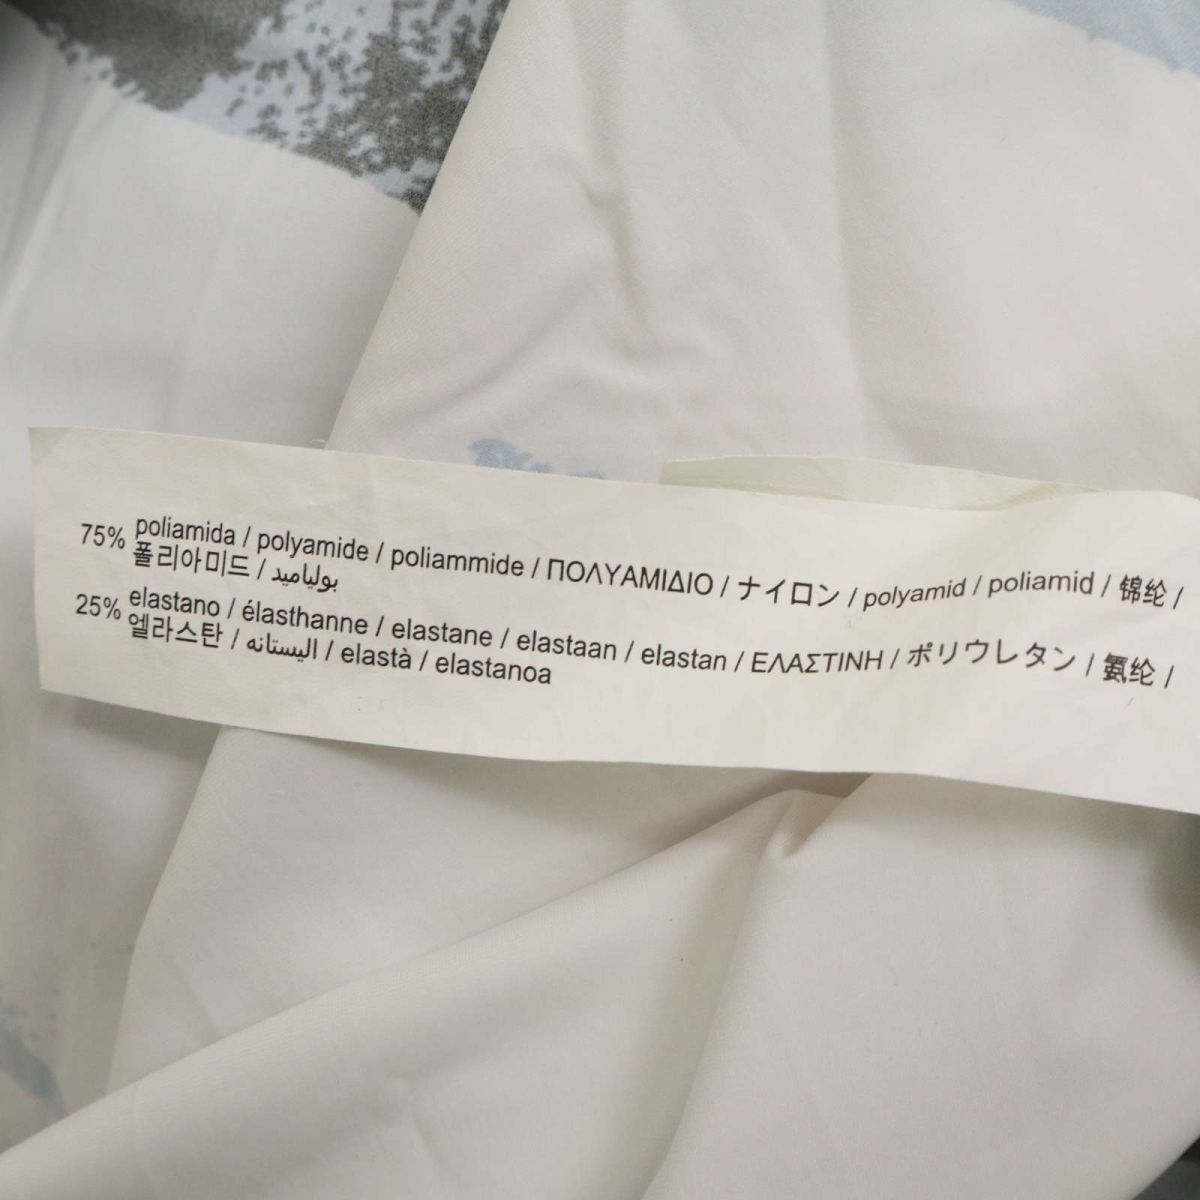 75% poliamida / polyamide / poliammide / ΠΟΛΥΑΜΙΔΙΟ / ナイロン / polyamid / poliamid / 锦纶 /
폴리아미드 / بولياميد
25% elastano / élasthanne / elastane / elastaan / elastan / ΕΛΑΣΤΙΝΗ / ポリウレタン / 氨纶 /
엘라스탄 / اليستانه / elastà / elastanoa